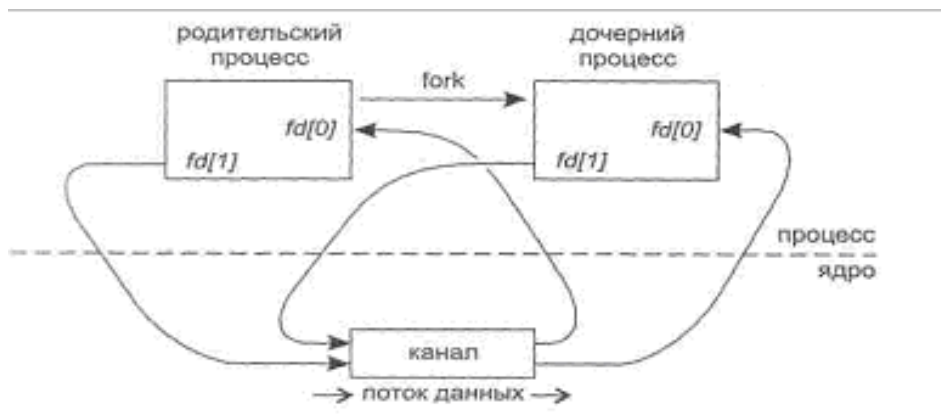 родительский
процесс
дочерний
процесс
fork
fd[0]
fd[1]
fd[0]
fd[1]
процесс
ядро
канал
поток данных